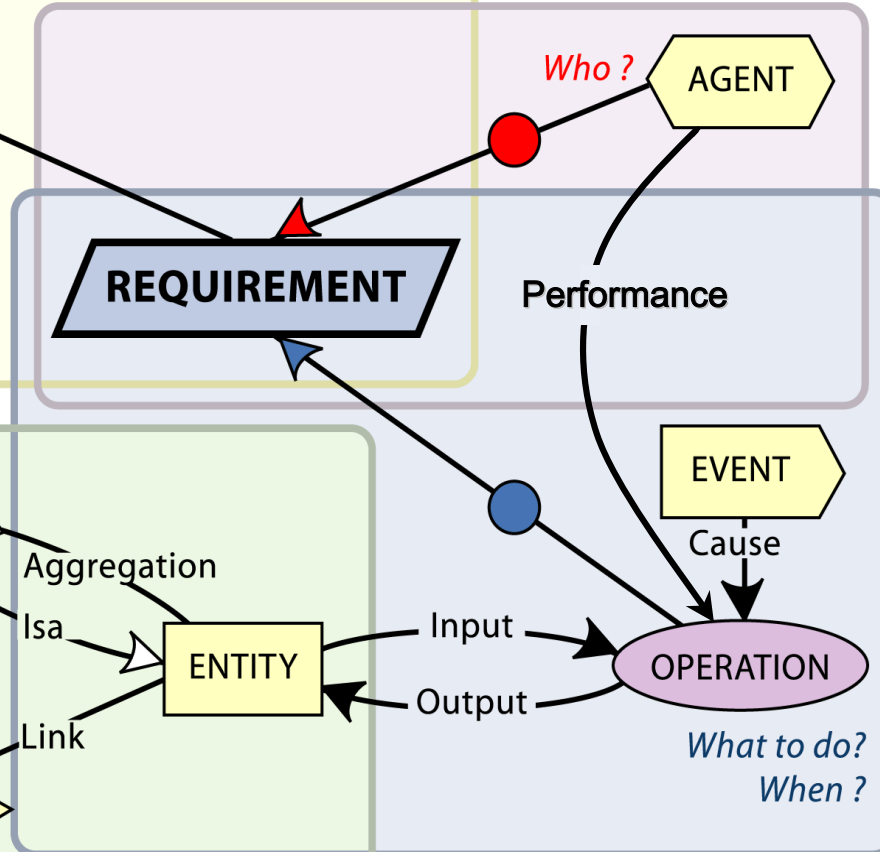 Who ?
AGENT
REQUIREMENT
Performance
EVENT
Cause
Aggregation
Isa
Input
ENTITY
OPERATION
Output
Link
What to do?
When ?